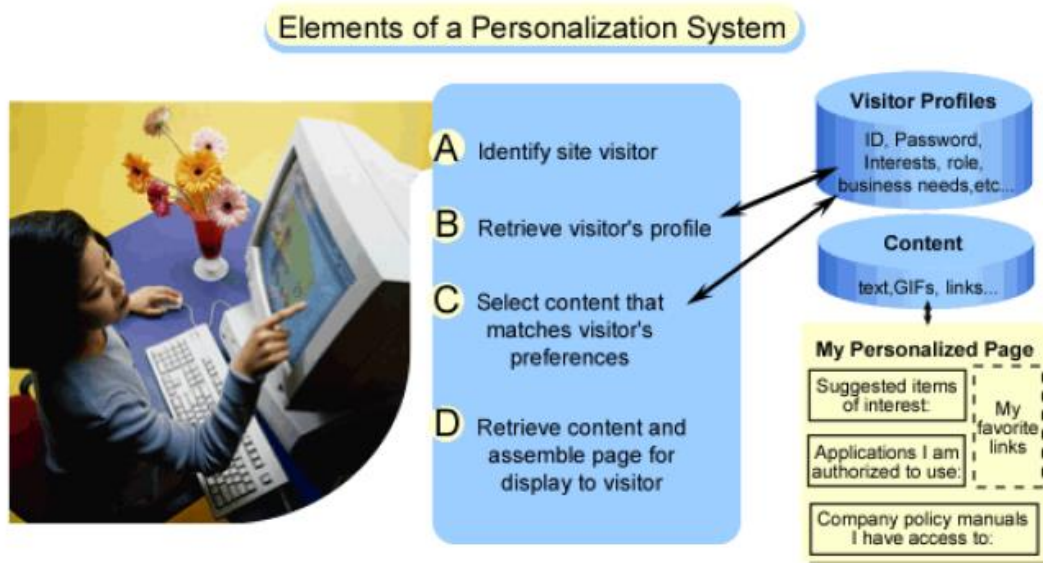 Elements of a Personalization System
A Identify site visitor
B Retrieve visitor's profile
C Select content that
matches visitor's
preferences
D Retrieve content and
assemble page for
display to visitor
Visitor Profiles
ID, Password,
Interests, role,
business needs,etc...
Content
text,GIFs, links...
My Personalized Page
Suggested items
of interest:
My
favorite
links
Applications I am
authorized to use:
Company policy manuals
I have access to: